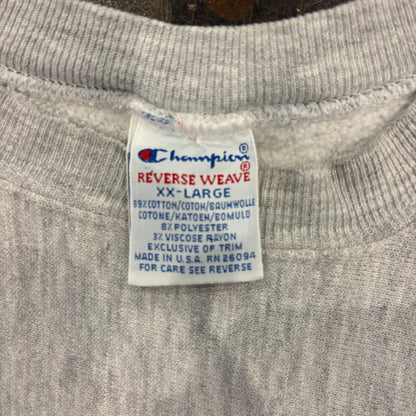 Champion®
REVERSE WEAVE®
XX-LARGE
89% COTTON/COTON/BAUMWOLLE
COTONE/KATOEN/BOMULD
8% POLYESTER
3% VISCOSE RAYON
EXCLUSIVE OF TRIM
MADE IN U.S.A. RN 26094
FOR CARE SEE REVERSE